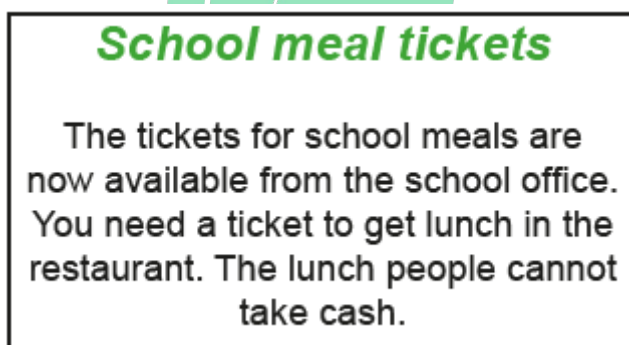 School meal tickets
The tickets for school meals are
now available from the school office.
You need a ticket to get lunch in the
restaurant. The lunch people cannot
take cash.